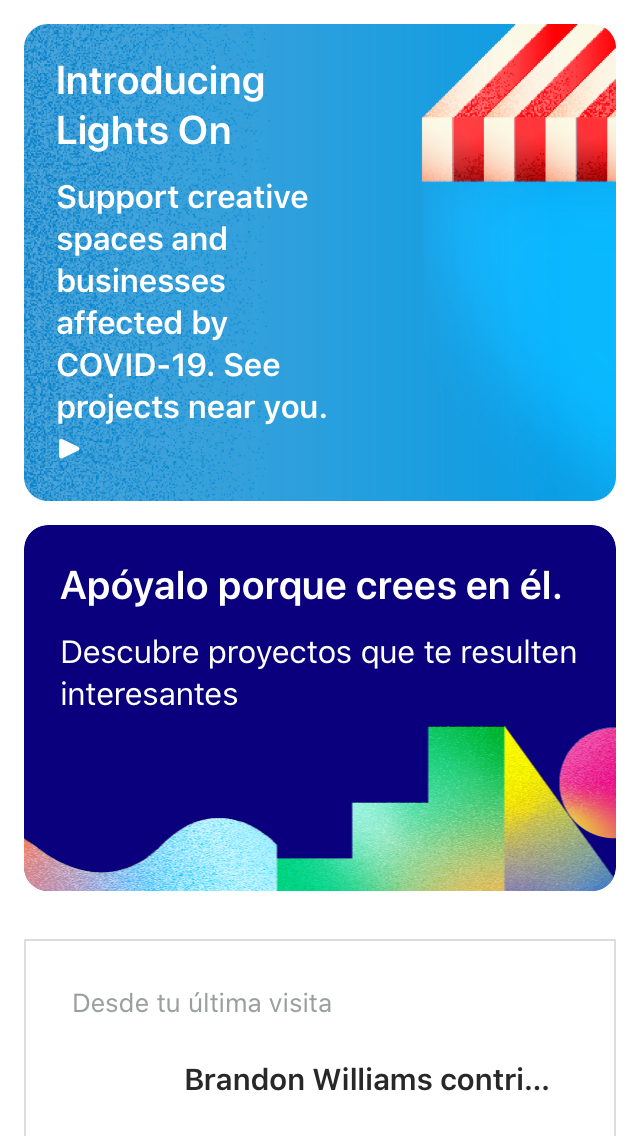 Introducing
Lights On
Support creative
spaces and
businesses
affected by
COVID-19. See
projects near you.
Apóyalo porque crees en él.
Descubre proyectos que te resulten
interesantes
Desde tu última visita
Brandon Williams contri...